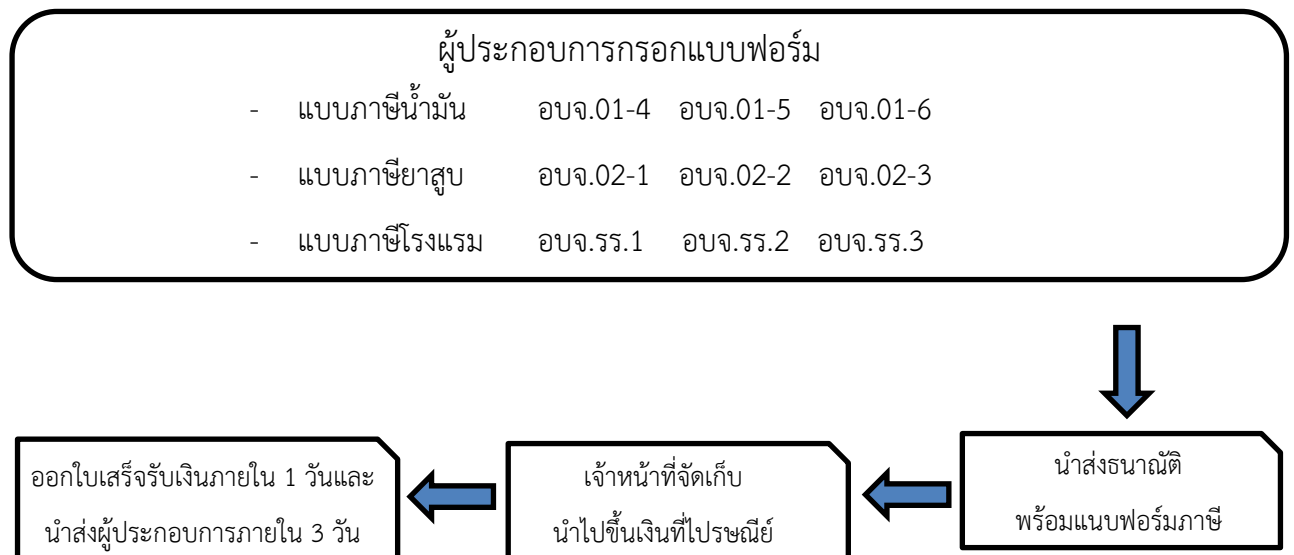 ผู้ประกอบการกรอกแบบฟอร์ม
- แบบภาษีน้ำมัน อบจ.01-4 อบจ.01-5 อบจ.01-6
- แบบภาษียาสูบ อบจ.02-1 อบจ.02-2 อบจ.02-3
- แบบภาษีโรงแรม อบจ.รร.1 อบจ.รร.2 อบจ.รร.3
นำส่งธนาณัติ
พร้อมแนบฟอร์มภาษี
เจ้าหน้าที่จัดเก็บ
นำไปขึ้นเงินที่ไปรษณีย์
ออกใบเสร็จรับเงินภายใน 1 วันและ
นำส่งผู้ประกอบการภายใน 3 วัน